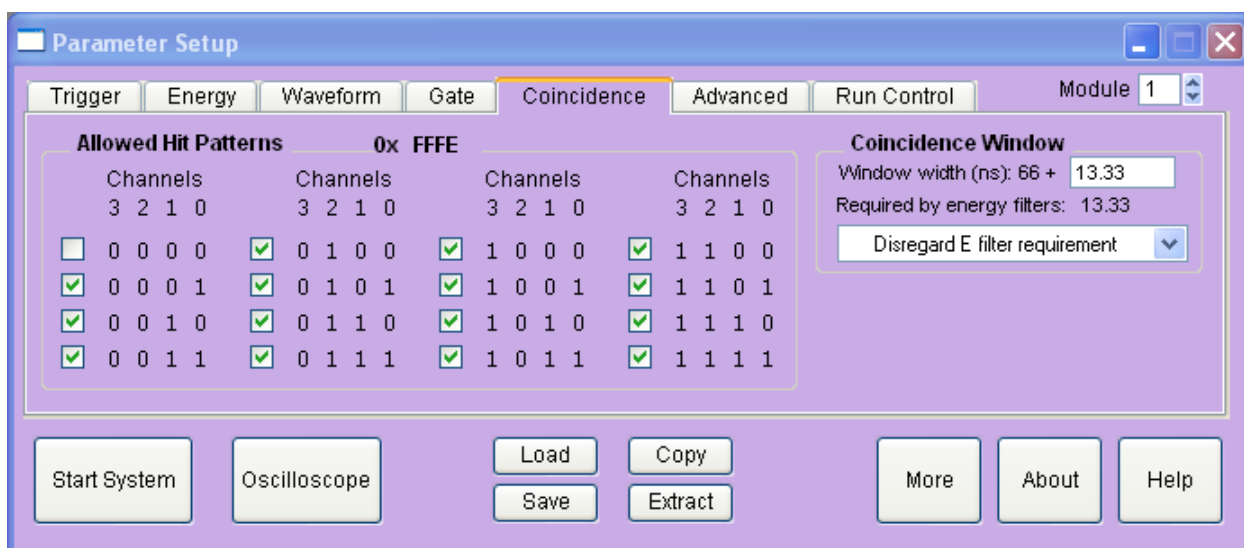 Parameter Setup
Trigger Energy Waveform Gate Coincidence Advanced Run Control Module 1
Allowed Hit Patterns 0x FFFE
Channels Channels Channels Channels
3 2 1 0 3 2 1 0 3 2 1 0 3 2 1 0
0 0 0 0 0 1 0 0 1 0 0 0 1 1 0 0
0 0 0 1 0 1 0 1 1 0 0 1 1 1 0 1
0 0 1 0 0 1 1 0 1 0 1 0 1 1 1 0
0 0 1 1 0 1 1 1 1 0 1 1 1 1 1 1
Coincidence Window
Window width (ns): 66 + 13.33
Required by energy filters: 13.33
Disregard E filter requirement
Start System Oscilloscope Load Copy More About Help
Save Extract